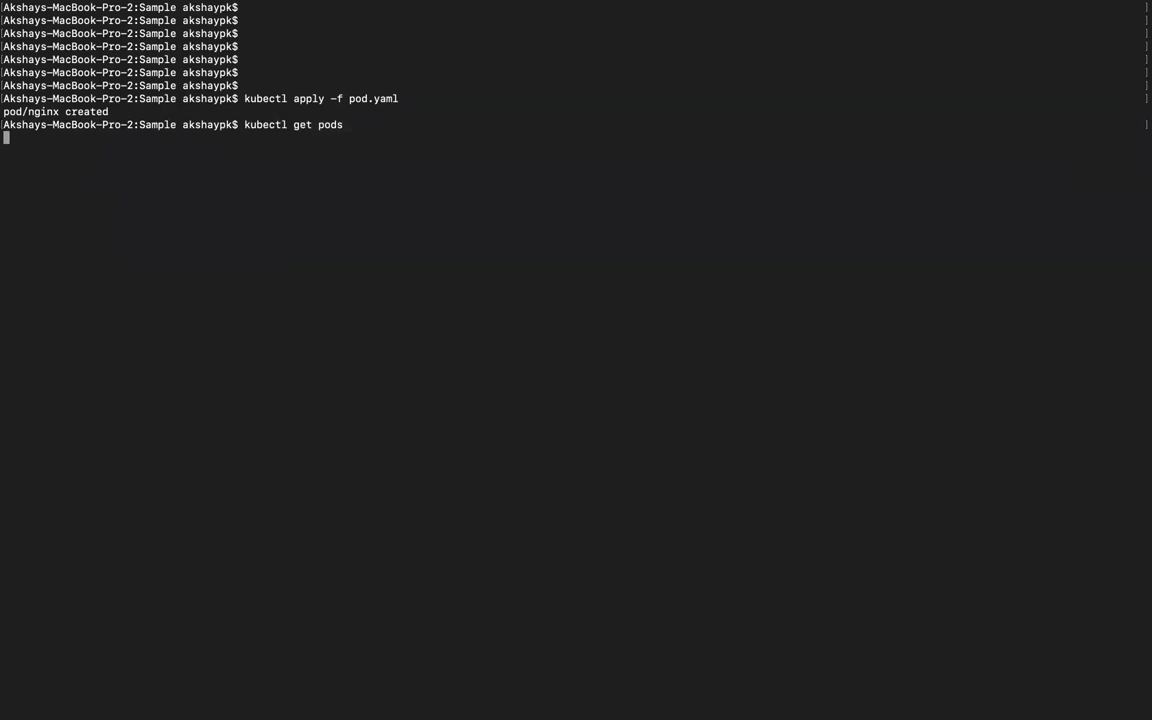 [Akshays-MacBook-Pro-2:Sample akshaypk$ ]
[Akshays-MacBook-Pro-2:Sample akshaypk$ ]
[Akshays-MacBook-Pro-2:Sample akshaypk$ ]
[Akshays-MacBook-Pro-2:Sample akshaypk$ ]
[Akshays-MacBook-Pro-2:Sample akshaypk$ ]
[Akshays-MacBook-Pro-2:Sample akshaypk$ ]
[Akshays-MacBook-Pro-2:Sample akshaypk$ ]
[Akshays-MacBook-Pro-2:Sample akshaypk$ kubectl apply -f pod.yaml ]
pod/nginx created
[Akshays-MacBook-Pro-2:Sample akshaypk$ kubectl get pods ]